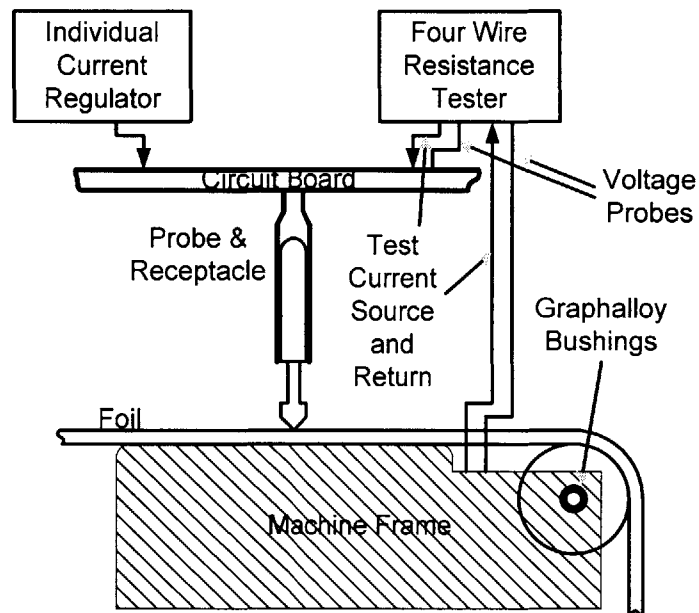 Individual
Current
Regulator
Four Wire
Resistance
Tester
Circuit Board
Voltage
Probes
Probe &
Receptacle
Test
Current
Source
and
Return
Graphalloy
Bushings
Foil
Machine Frame